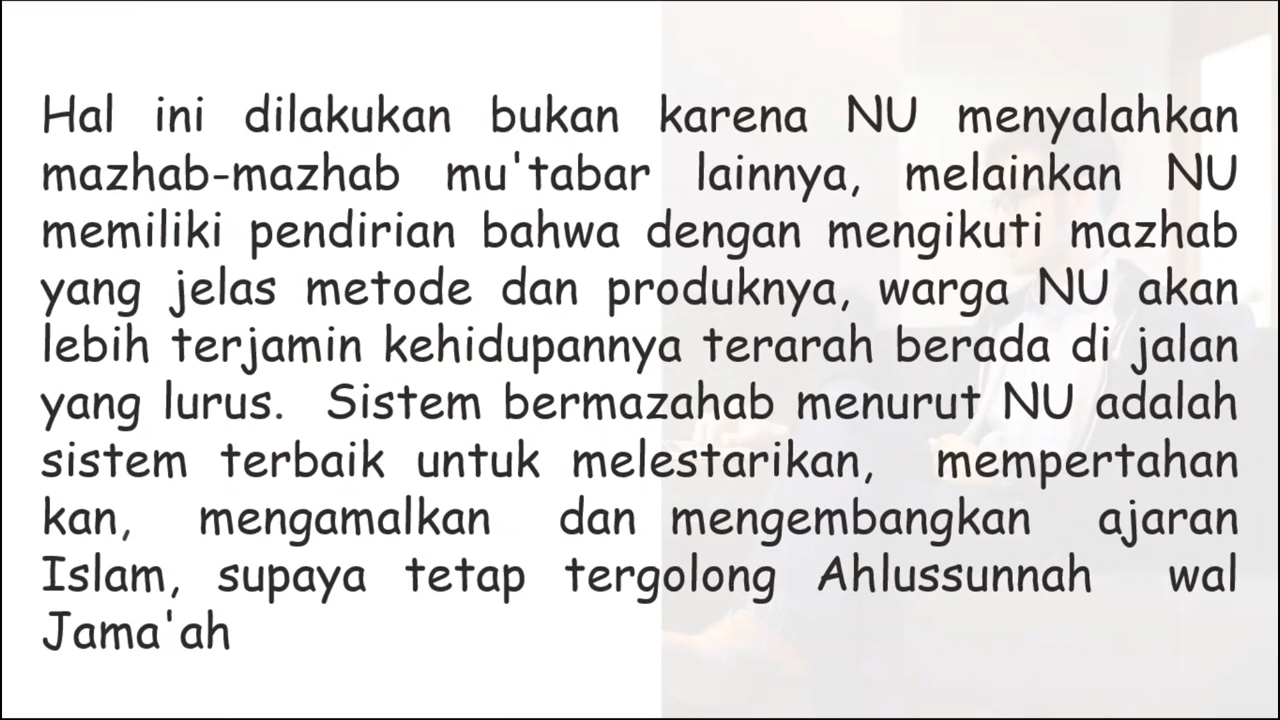 Hal ini dilakukan bukan karena NU menyalahkan
mazhab-mazhab mu'tabar lainnya, melainkan NU
memiliki pendirian bahwa dengan mengikuti mazhab
yang jelas metode dan produknya, warga NU akan
lebih terjamin kehidupannya terarah berada di jalan
yang lurus. Sistem bermazahab menurut NU adalah
sistem terbaik untuk melestarikan, mempertahan
kan, mengamalkan dan mengembangkan ajaran
Islam, supaya tetap tergolong Ahlussunnah wal
Jama'ah